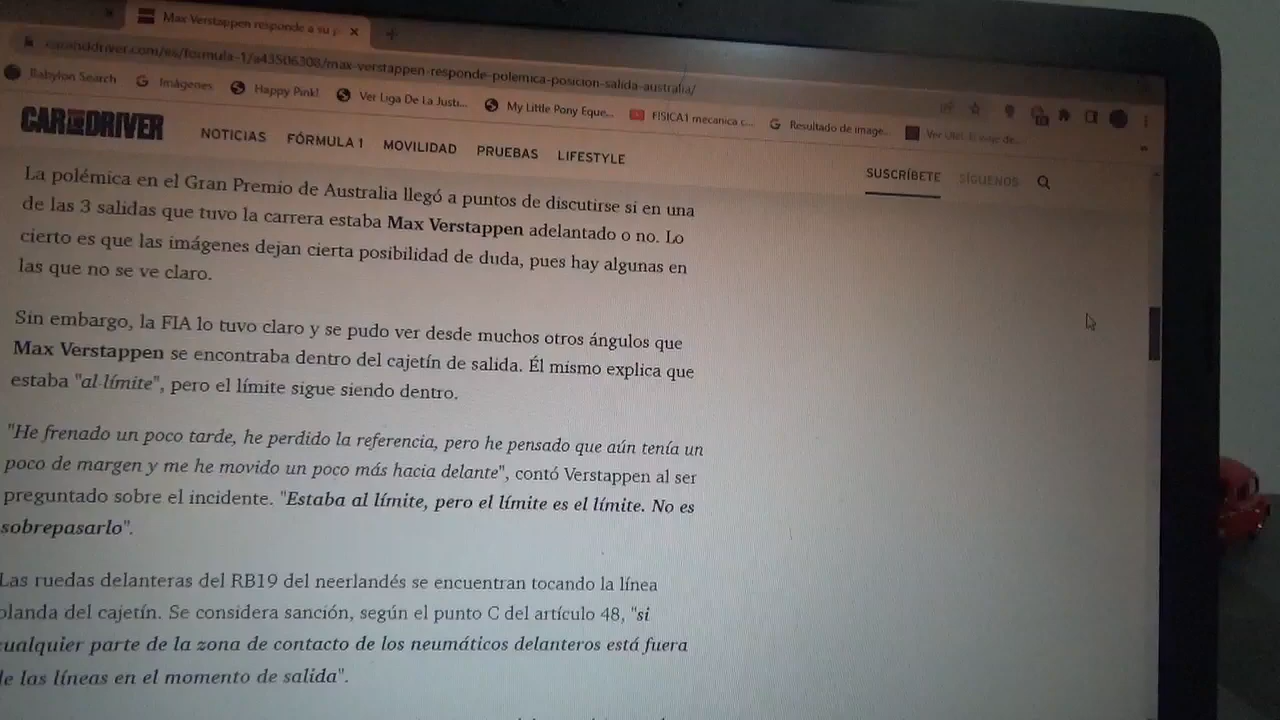 Max Verstappen responde a su p
caranddriver.com/es/formula-1/a43506308/max-verstappen-responde-polemica-posicion-salida-australia/
Babylon Search
Imágenes
Happy Pink!
Ver Liga De La Justi...
My Little Pony Eque...
FISICA1 mecanica c...
Resultado de image...
CAR AND DRIVER
NOTICIAS
FÓRMULA 1
MOVILIDAD
PRUEBAS
LIFESTYLE
SUSCRÍBETE
SÍGUENOS
La polémica en el Gran Premio de Australia llegó a puntos de discutirse si en una
de las 3 salidas que tuvo la carrera estaba Max Verstappen adelantado o no. Lo
cierto es que las imágenes dejan cierta posibilidad de duda, pues hay algunas en
las que no se ve claro.
Sin embargo, la FIA lo tuvo claro y se pudo ver desde muchos otros ángulos que
Max Verstappen se encontraba dentro del cajetín de salida. Él mismo explica que
estaba "al límite", pero el límite sigue siendo dentro.
"He frenado un poco tarde, he perdido la referencia, pero he pensado que aún tenía un
poco de margen y me he movido un poco más hacia delante", contó Verstappen al ser
preguntado sobre el incidente. "Estaba al límite, pero el límite es el límite. No es
sobrepasarlo".
Las ruedas delanteras del RB19 del neerlandés se encuentran tocando la línea
blanda del cajetín. Se considera sanción, según el punto C del artículo 48, "si
cualquier parte de la zona de contacto de los neumáticos delanteros está fuera
de las líneas en el momento de salida".